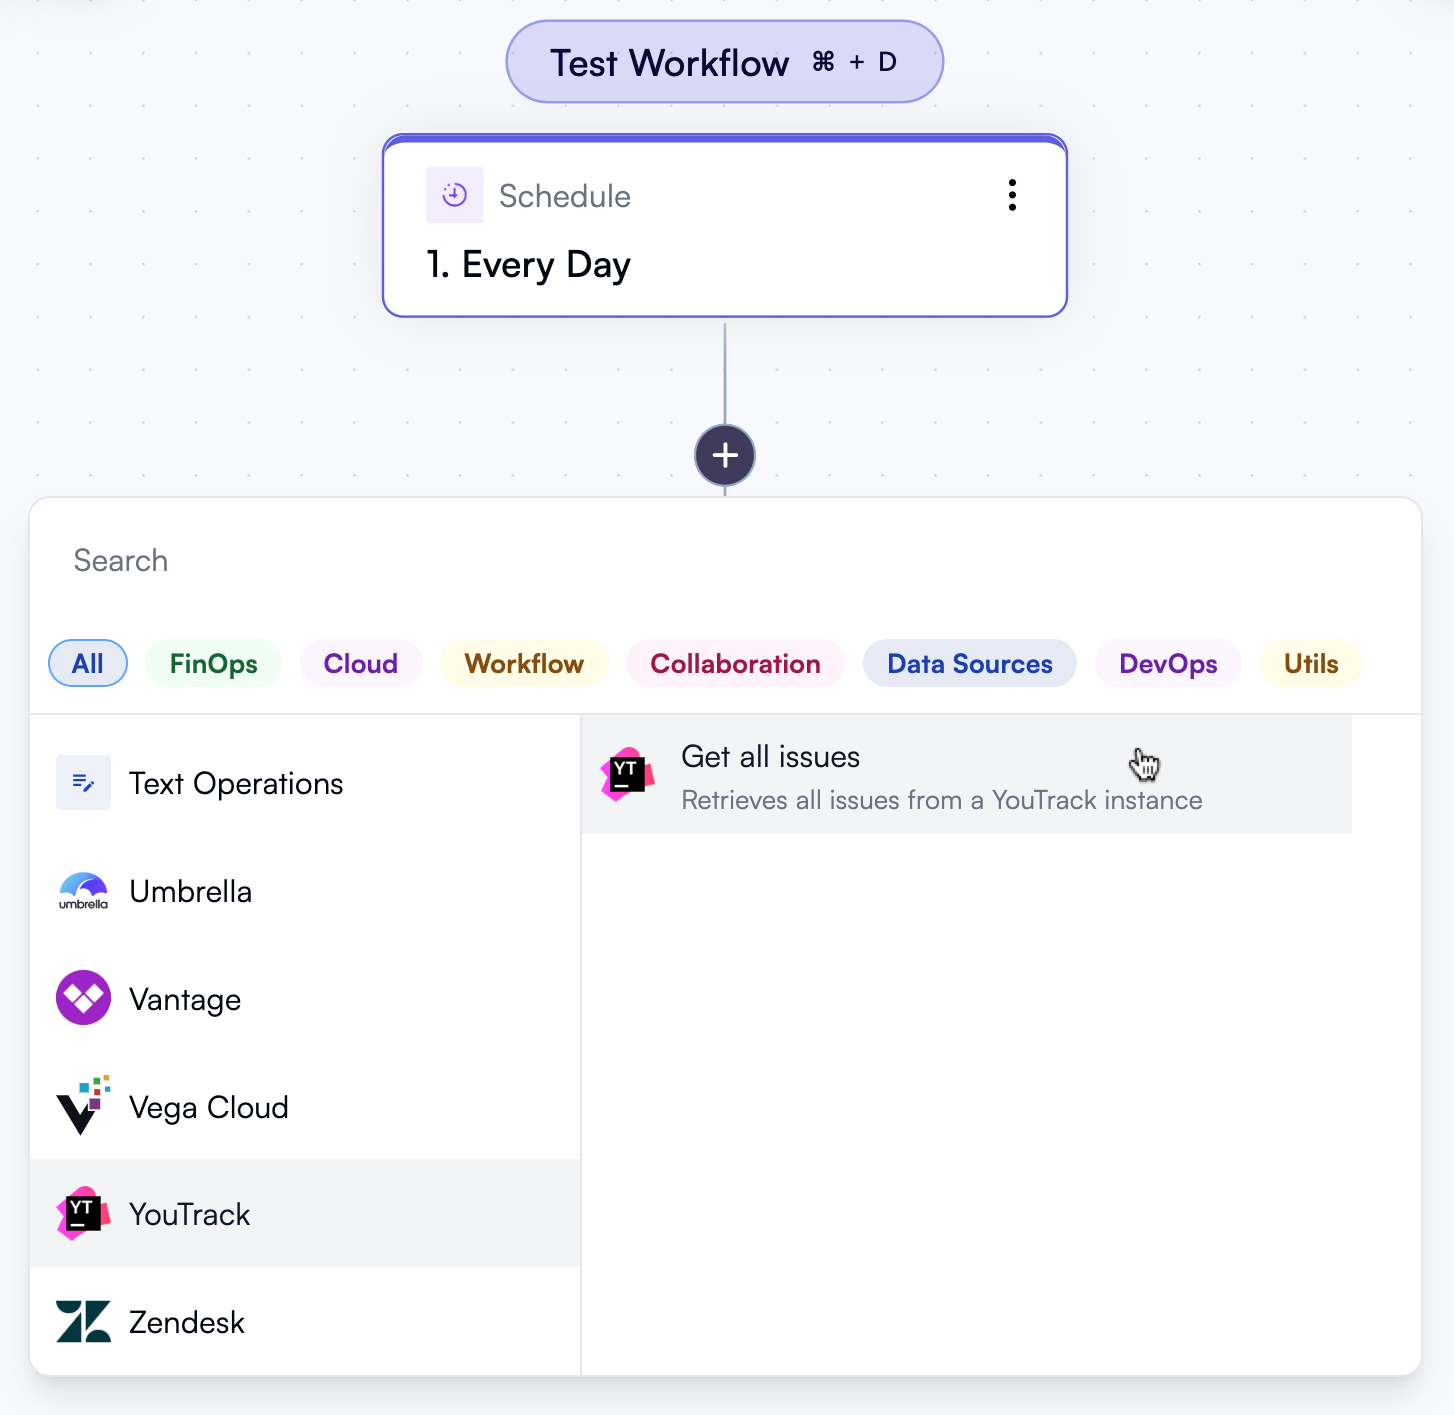 Test Workflow ⌘ + D
Schedule
1. Every Day
Search
All FinOps Cloud Workflow Collaboration Data Sources DevOps Utils
Text Operations
umbrella Umbrella
Vantage
Vega Cloud
YT YouTrack
Zendesk
YT Get all issues
Retrieves all issues from a YouTrack instance